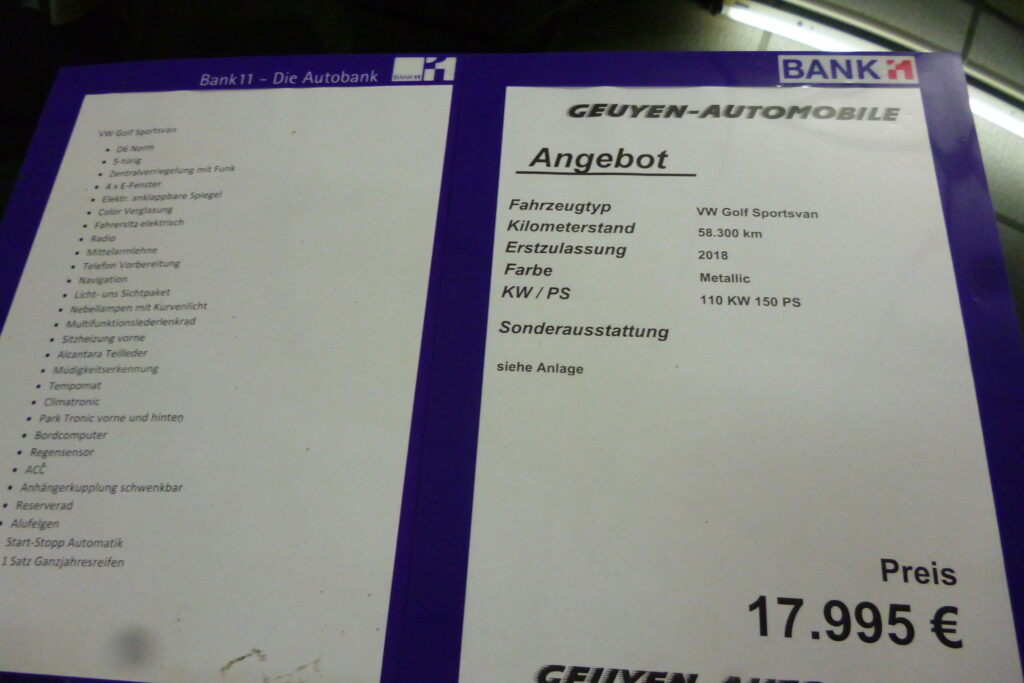 Bank11 – Die Autobank
BANK11
VW Golf Sportsvan
D6 Norm
5-türig
Zentralverriegelung mit Funk
4 x E-Fenster
Elektr. anklappbare Spiegel
Color Verglasung
Fahrersitz elektrisch
Radio
Mittelarmlehne
Telefon Vorbereitung
Navigation
Licht- uns Sichtpaket
Nebellampen mit Kurvenlicht
Multifunktionslederlenkrad
Sitzheizung vorne
Alcantara Teilleder
Müdigkeitserkennung
Tempomat
Climatronic
Park Tronic vorne und hinten
Bordcomputer
Regensensor
ACC
Anhängerkupplung schwenkbar
Reserverad
Alufelgen
Start-Stopp Automatik
1 Satz Ganzjahresreifen
BANK 11
GEUYEN-AUTOMOBILE
Angebot
Fahrzeugtyp VW Golf Sportsvan
Kilometerstand 58.300 km
Erstzulassung 2018
Farbe Metallic
KW / PS 110 KW 150 PS
Sonderausstattung
siehe Anlage
Preis
17.995 €